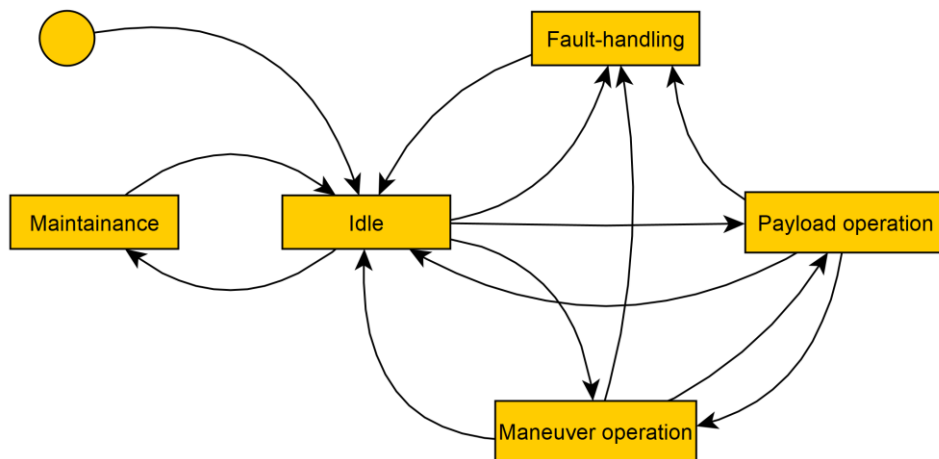 Fault-handling
Maintainance
Idle
Payload operation
Maneuver operation